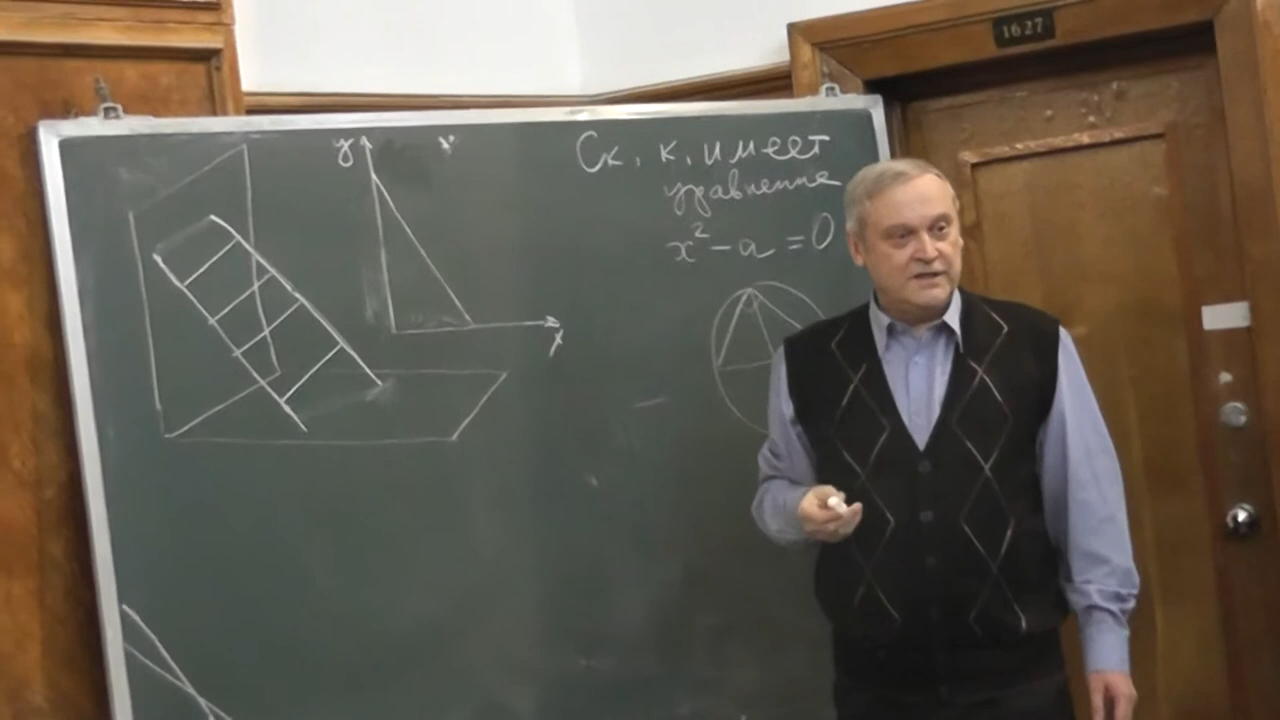 1627
y
x
Ск. к. имеет
уравнение
x² – a = 0